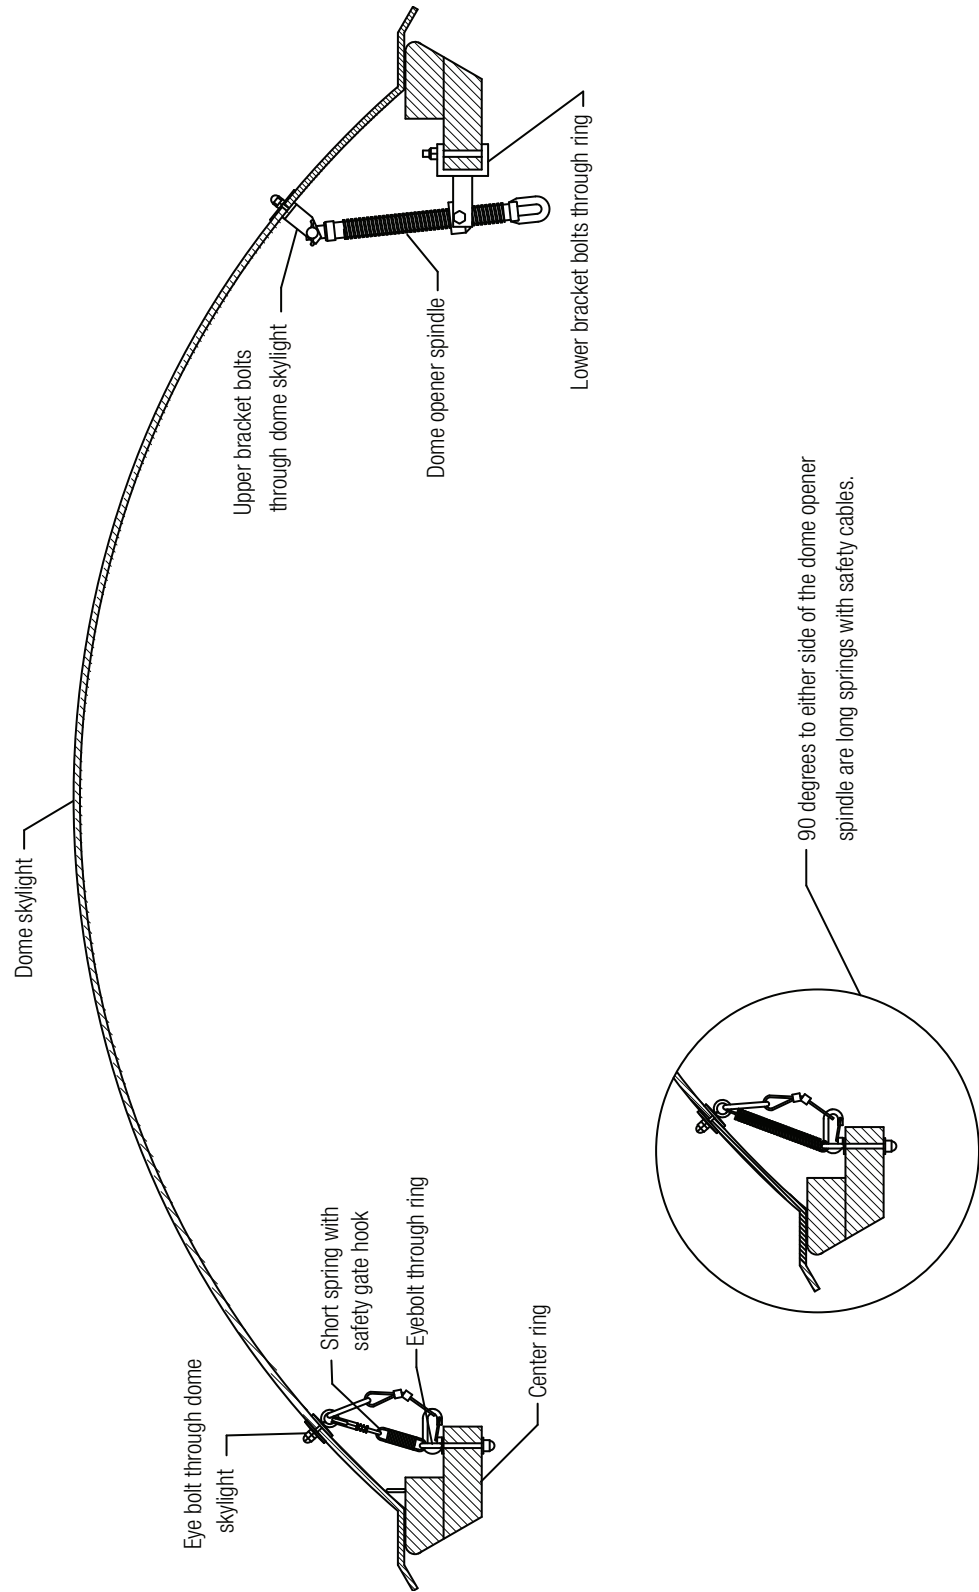 Dome skylight
Eye bolt through dome
skylight
Short spring with
safety gate hook
Eyebolt through ring
Center ring
Upper bracket bolts
through dome skylight
Dome opener spindle
Lower bracket bolts through ring
90 degrees to either side of the dome opener
spindle are long springs with safety cables.